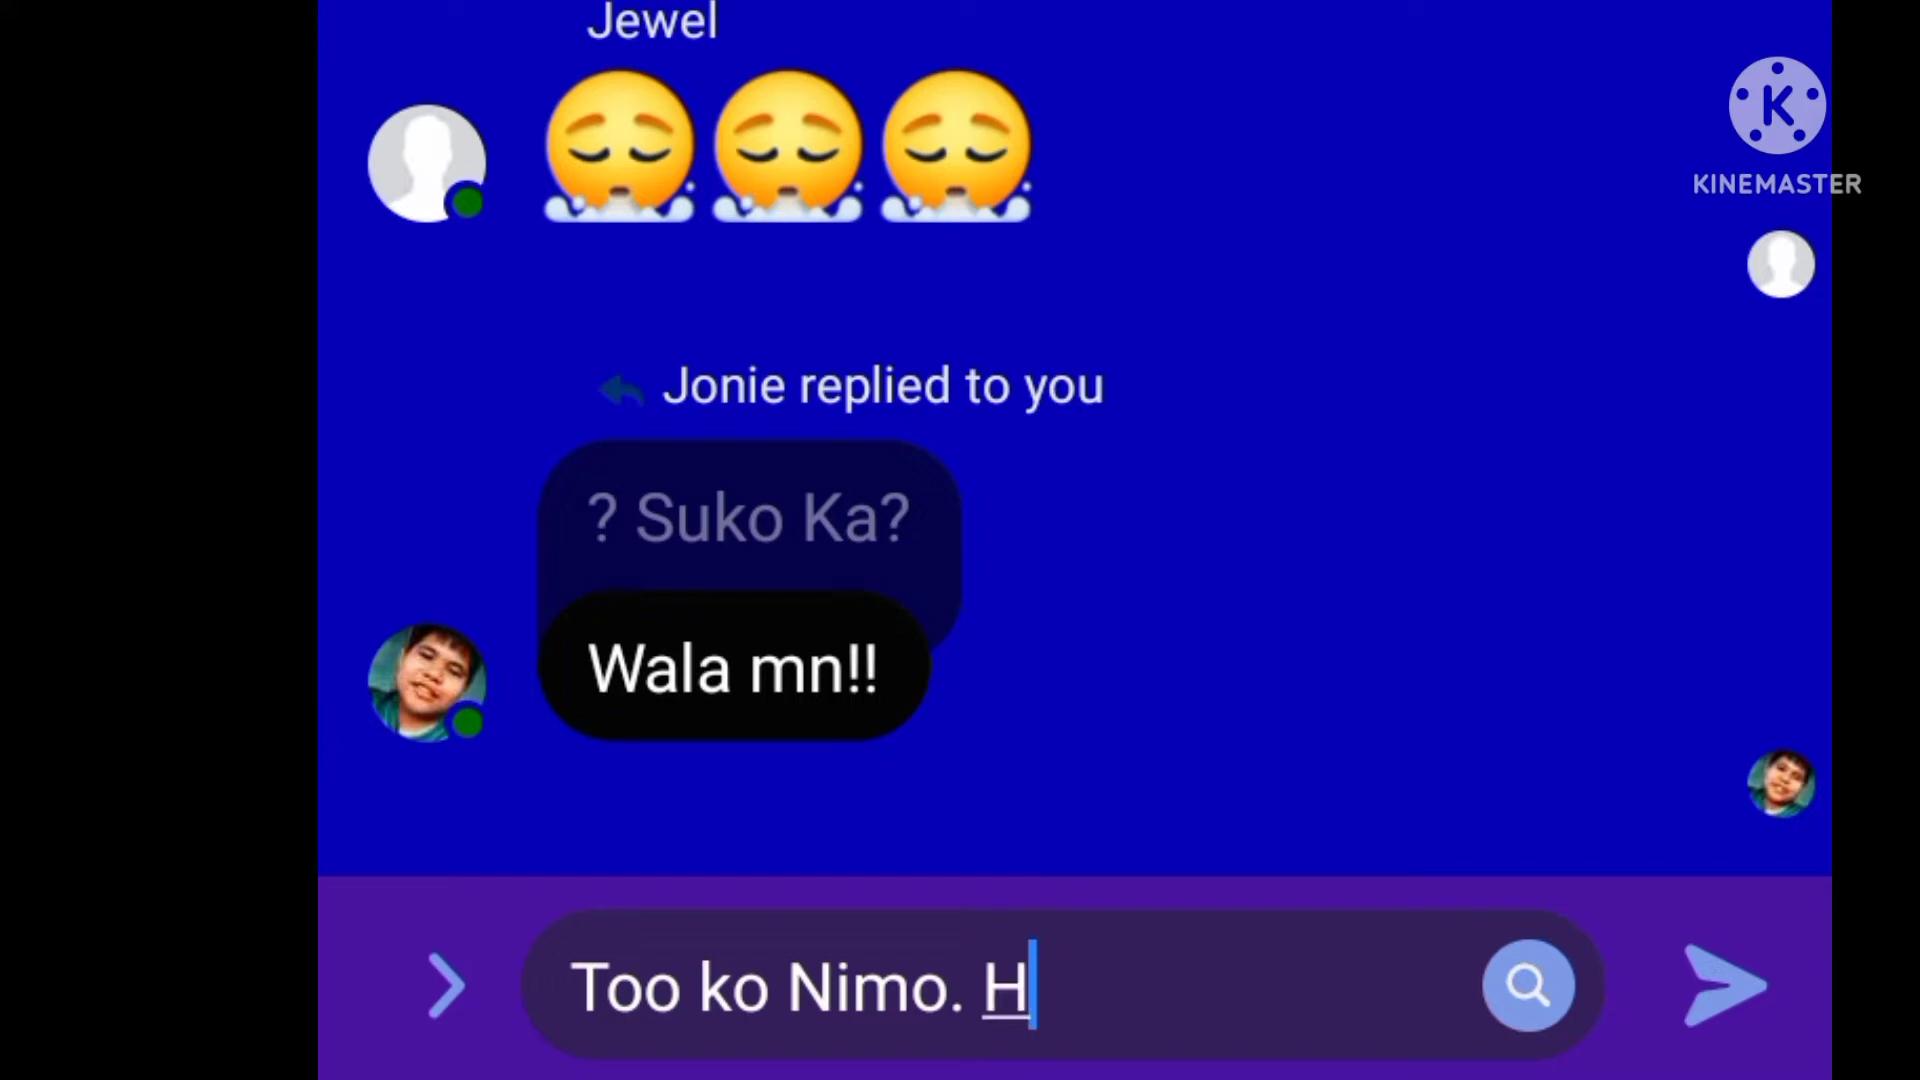 Jewel
KINEMASTER
Jonie replied to you
? Suko Ka?
Wala mn!!
Too ko Nimo. H